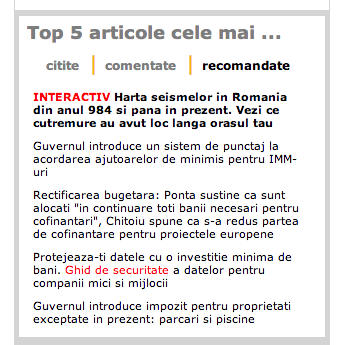 Top 5 articole cele mai ...
citite | comentate | recomandate
INTERACTIV Harta seismelor in Romania
din anul 984 si pana in prezent. Vezi ce
cutremure au avut loc langa orasul tau
Guvernul introduce un sistem de punctaj la
acordarea ajutoarelor de minimis pentru IMM-
uri
Rectificarea bugetara: Ponta sustine ca sunt
alocati "in continuare toti banii necesari pentru
cofinantari", Chitoiu spune ca s-a redus partea
de cofinantare pentru proiectele europene
Protejeaza-ti datele cu o investitie minima de
bani. Ghid de securitate a datelor pentru
companii mici si mijlocii
Guvernul introduce impozit pentru proprietati
exceptate in prezent: parcari si piscine